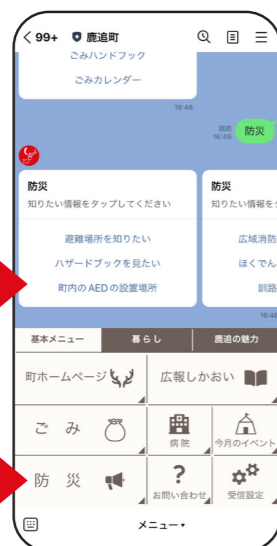 99+ 鹿追町
ごみハンドブック
ごみカレンダー
16:46
既読
16:46
防災
防災
知りたい情報をタップしてください
避難場所を知りたい
ハザードブックを見たい
町内のAEDの設置場所
防災
知りたい情報を
広域消防
ほくでん
釧路
16:46
基本メニュー 暮らし 鹿追の魅力
町ホームページ 広報しかおい
ごみ 病院 今月のイベント
防災 お問い合わせ 受信設定
メニュー▾